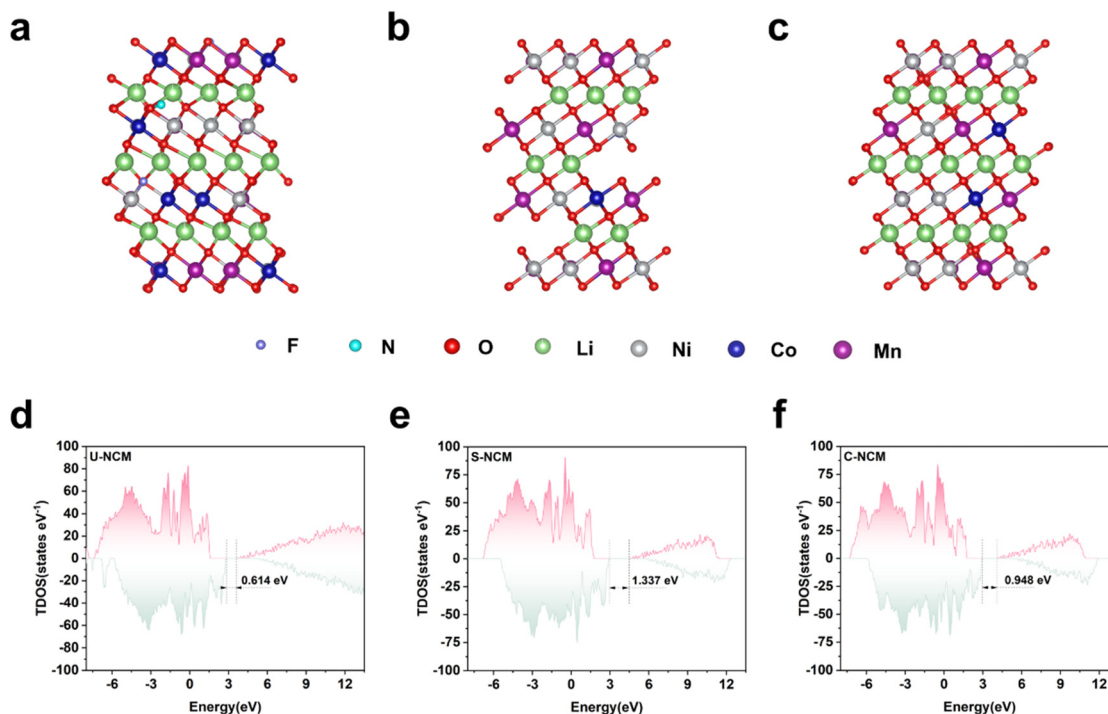 a b c
F N O Li Ni Co Mn
d e f
U-NCM
100
80
60
40
20
0
-20
-40
-60
-80
-100
TDOS(states eV⁻¹)
0.614 eV
-6 -3 0 3 6 9 12
Energy(eV)
S-NCM
100
75
50
25
0
-25
-50
-75
-100
TDOS(states eV⁻¹)
1.337 eV
-6 -3 0 3 6 9 12
Energy(eV)
C-NCM
100
75
50
25
0
-25
-50
-75
-100
TDOS(states eV⁻¹)
0.948 eV
-6 -3 0 3 6 9 12
Energy(eV)